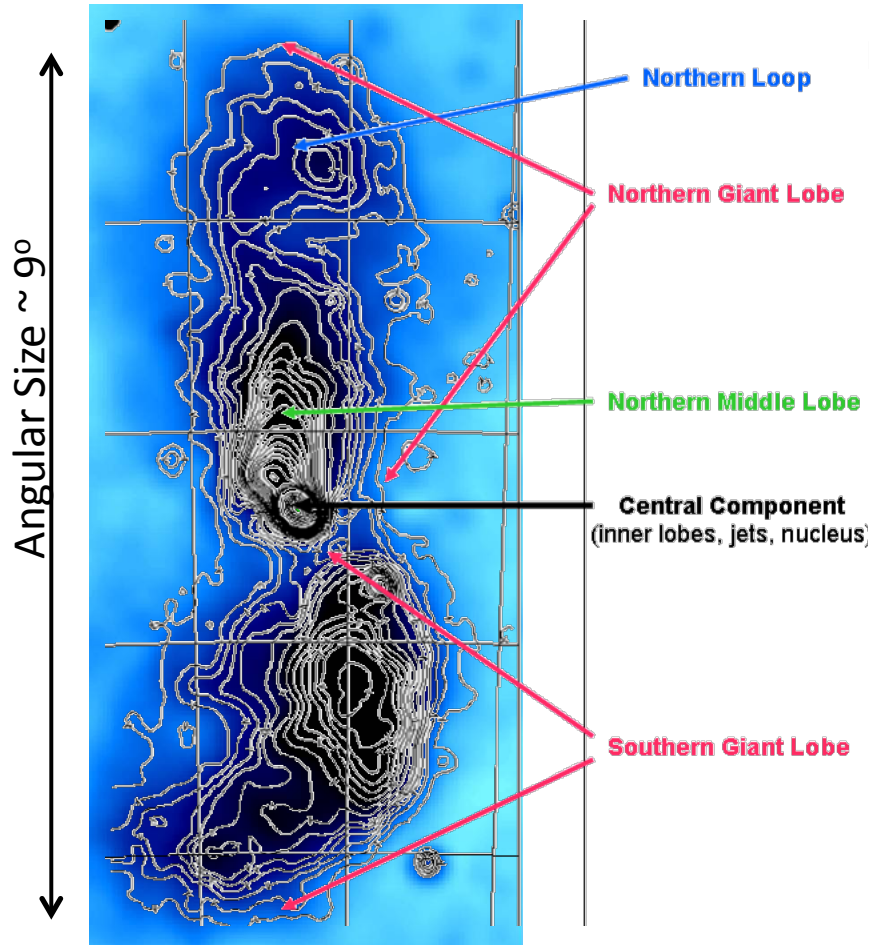 Angular Size ~ 9º
Northern Loop
Northern Giant Lobe
Northern Middle Lobe
Central Component
(inner lobes, jets, nucleus)
Southern Giant Lobe